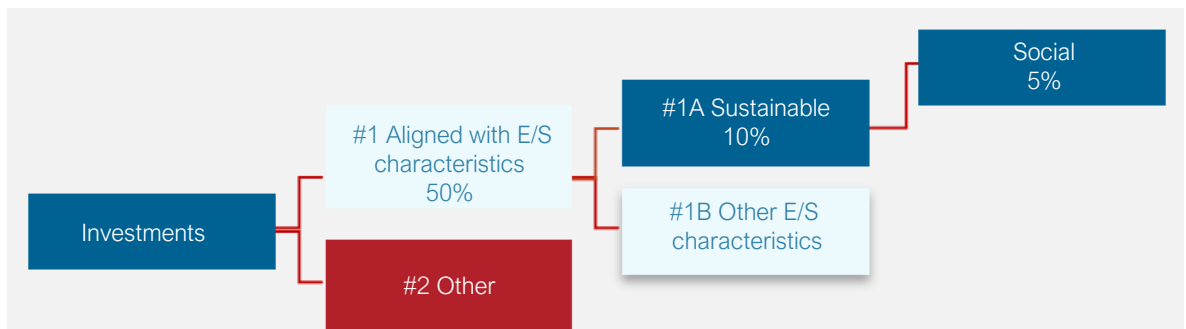 Investments
#1 Aligned with E/S
characteristics
50%
#2 Other
#1A Sustainable
10%
#1B Other E/S
characteristics
Social
5%